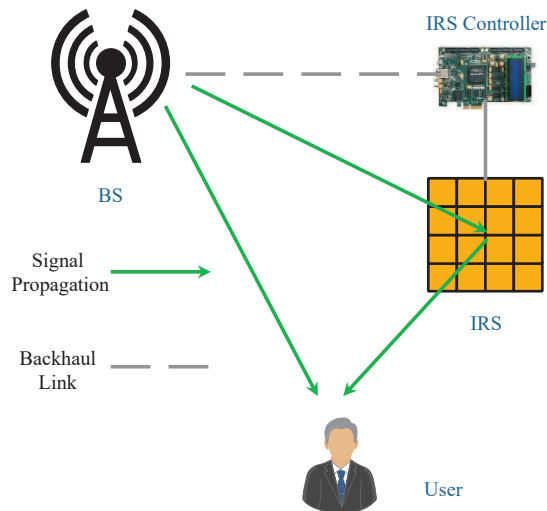 IRS Controller
BS
Signal
Propagation
IRS
Backhaul
Link
User